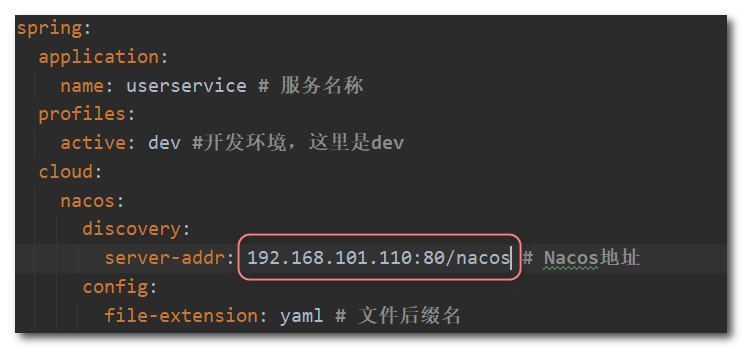 spring:
  application:
    name: userservice # 服务名称
  profiles:
    active: dev #开发环境，这里是dev
  cloud:
    nacos:
      discovery:
        server-addr: 192.168.101.110:80/nacos # Nacos地址
      config:
        file-extension: yaml # 文件后缀名